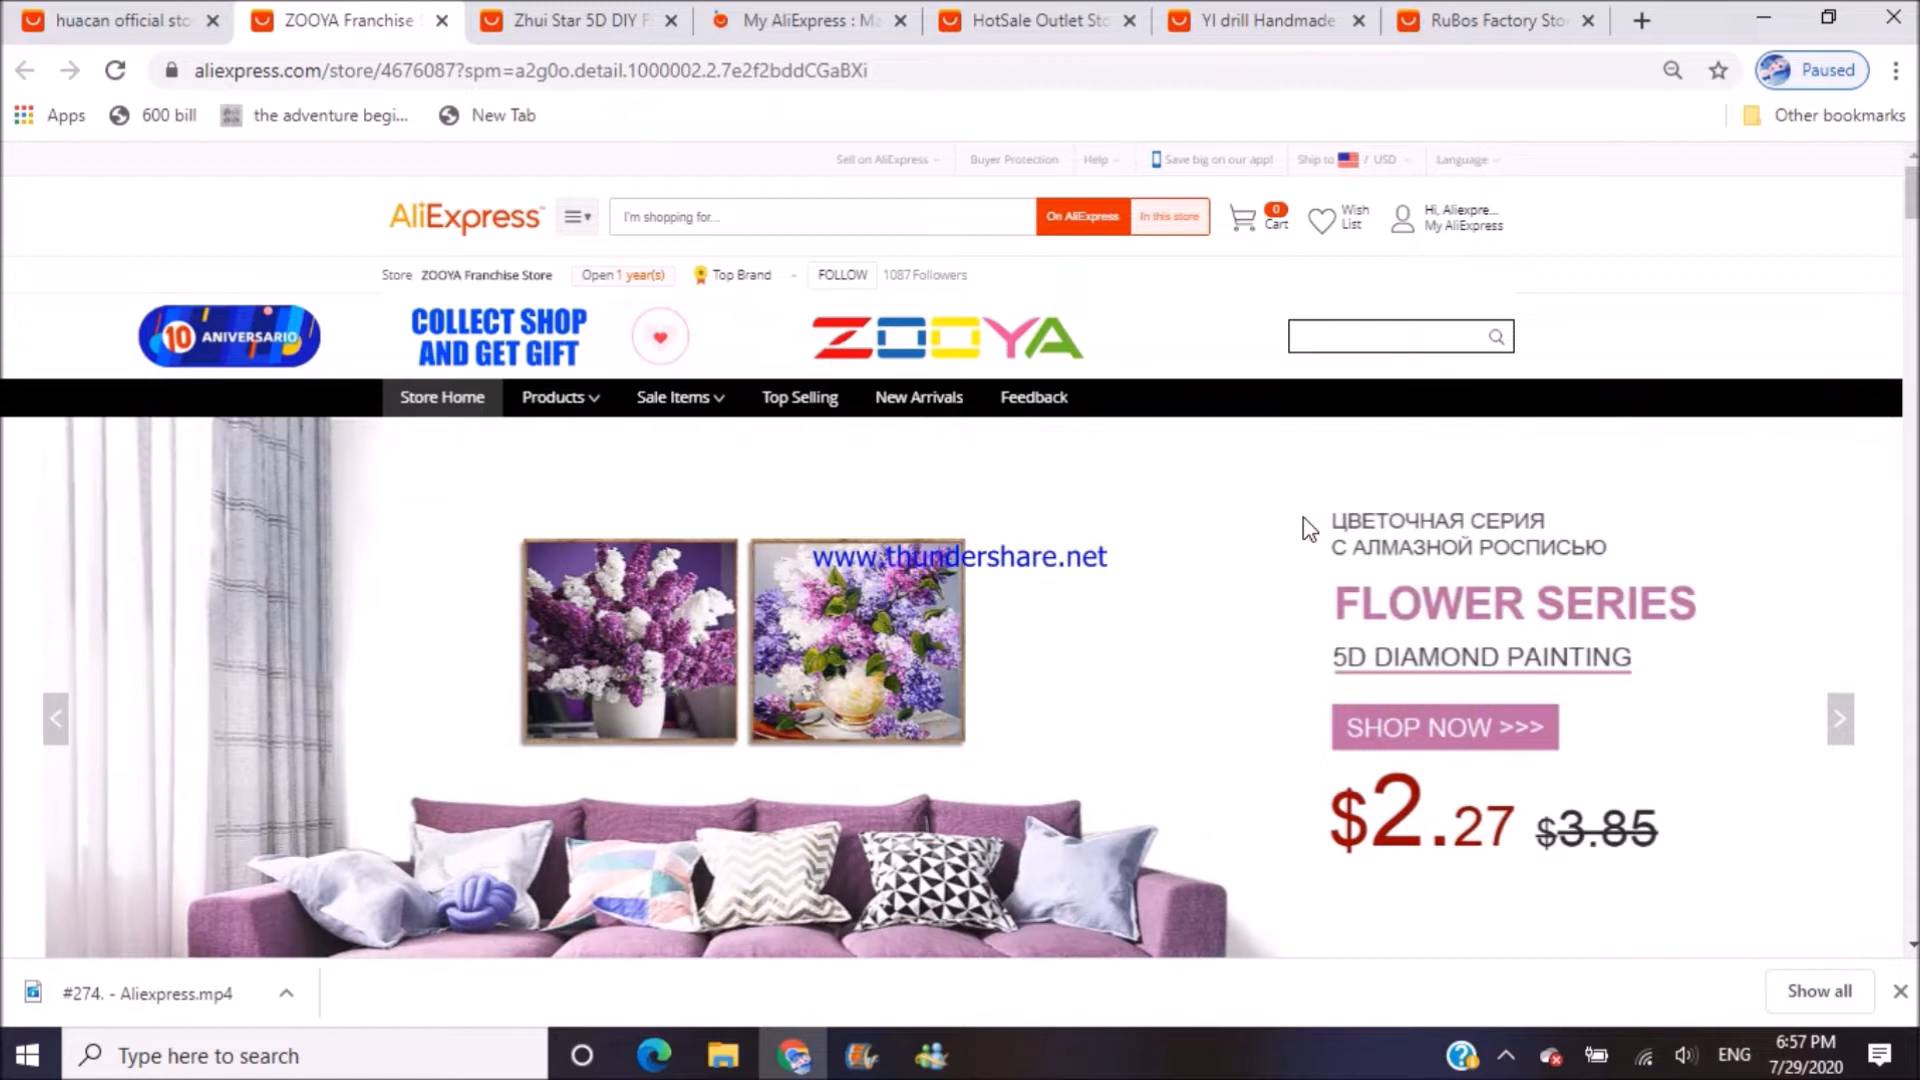 huacan official sto
ZOOYA Franchise
Zhui Star 5D DIY F
My AliExpress : Ma
HotSale Outlet Sto
YI drill Handmade
RuBos Factory Sto
aliexpress.com/store/4676087?spm=a2g0o.detail.1000002.2.7e2f2bddCGaBXi
Paused
Apps
600 bill
the adventure begi...
New Tab
Other bookmarks
Sell on AliExpress
Buyer Protection
Help
Save big on our app!
Ship to / USD
Language
AliExpress
I'm shopping for...
On AliExpress
In this store
0
Cart
Wish
List
Hi, Aliexpre...
My AliExpress
Store ZOOYA Franchise Store
Open 1 year(s)
Top Brand
FOLLOW
1087 Followers
10 ANIVERSARIO
COLLECT SHOP
AND GET GIFT
ZOOYA
Store Home
Products
Sale Items
Top Selling
New Arrivals
Feedback
ЦВЕТОЧНАЯ СЕРИЯ
С АЛМАЗНОЙ РОСПИСЬЮ
www.thundershare.net
FLOWER SERIES
5D DIAMOND PAINTING
SHOP NOW >>>
$2.27 $3.85
#274. - Aliexpress.mp4
Show all
Type here to search
ENG
6:57 PM
7/29/2020